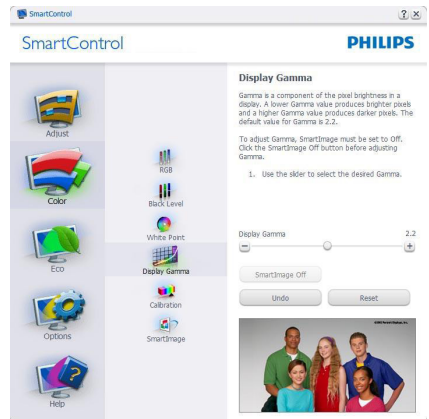 SmartControl
SmartControl
PHILIPS
Adjust
Color
Eco
Options
Help
RGB
Black Level
White Point
Display Gamma
Calibration
SmartImage
Display Gamma
Gamma is a component of the pixel brightness in a
display. A lower Gamma value produces brighter pixels
and a higher Gamma value produces darker pixels. The
default value for Gamma is 2.2.
To adjust Gamma, SmartImage must be set to Off.
Click the SmartImage Off button before adjusting
Gamma.
1. Use the slider to select the desired Gamma.
Display Gamma 2.2
SmartImage Off
Undo Reset